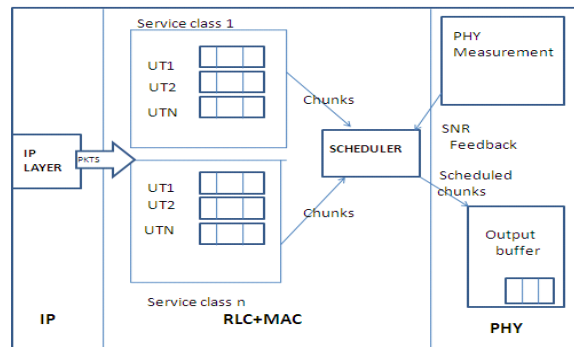 Service class 1
UT1
UT2
UTN
Chunks
PHY
Measurement
IP
LAYER
PKTS
SCHEDULER
SNR
Feedback
UT1
UT2
UTN
Chunks
Scheduled
chunks
Output
buffer
Service class n
IP
RLC+MAC
PHY